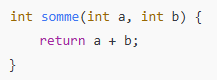 int somme(int a, int b) {
    return a + b;
}